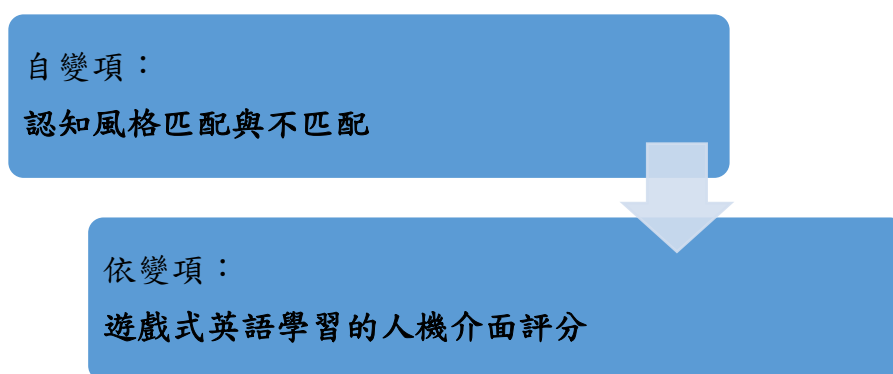 自變項：
認知風格匹配與不匹配
依變項：
遊戲式英語學習的人機介面評分